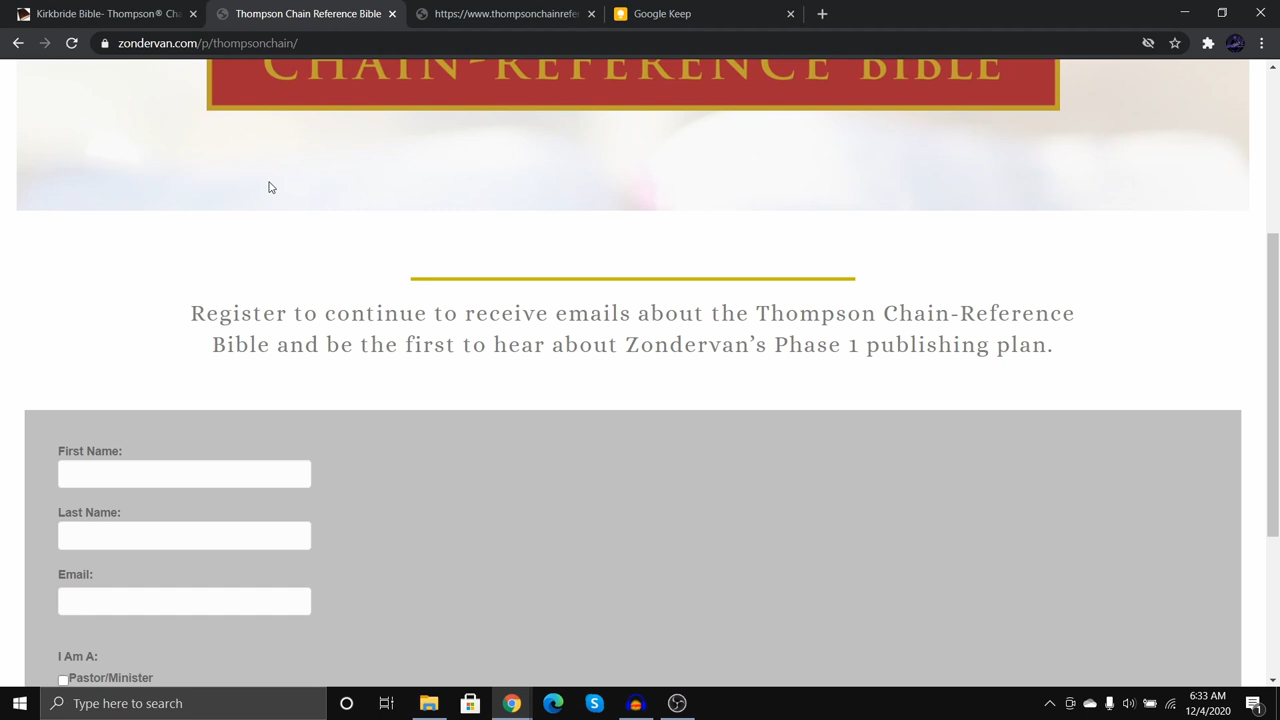 Kirkbride Bible- Thompson® Cha
Thompson Chain Reference Bible
https://www.thompsonchainrefer
Google Keep
zondervan.com/p/thompsonchain/
CHAIN-REFERENCE BIBLE
Register to continue to receive emails about the Thompson Chain-Reference
Bible and be the first to hear about Zondervan's Phase 1 publishing plan.
First Name:
Last Name:
Email:
I Am A:
Pastor/Minister
Type here to search
6:33 AM
12/4/2020
1